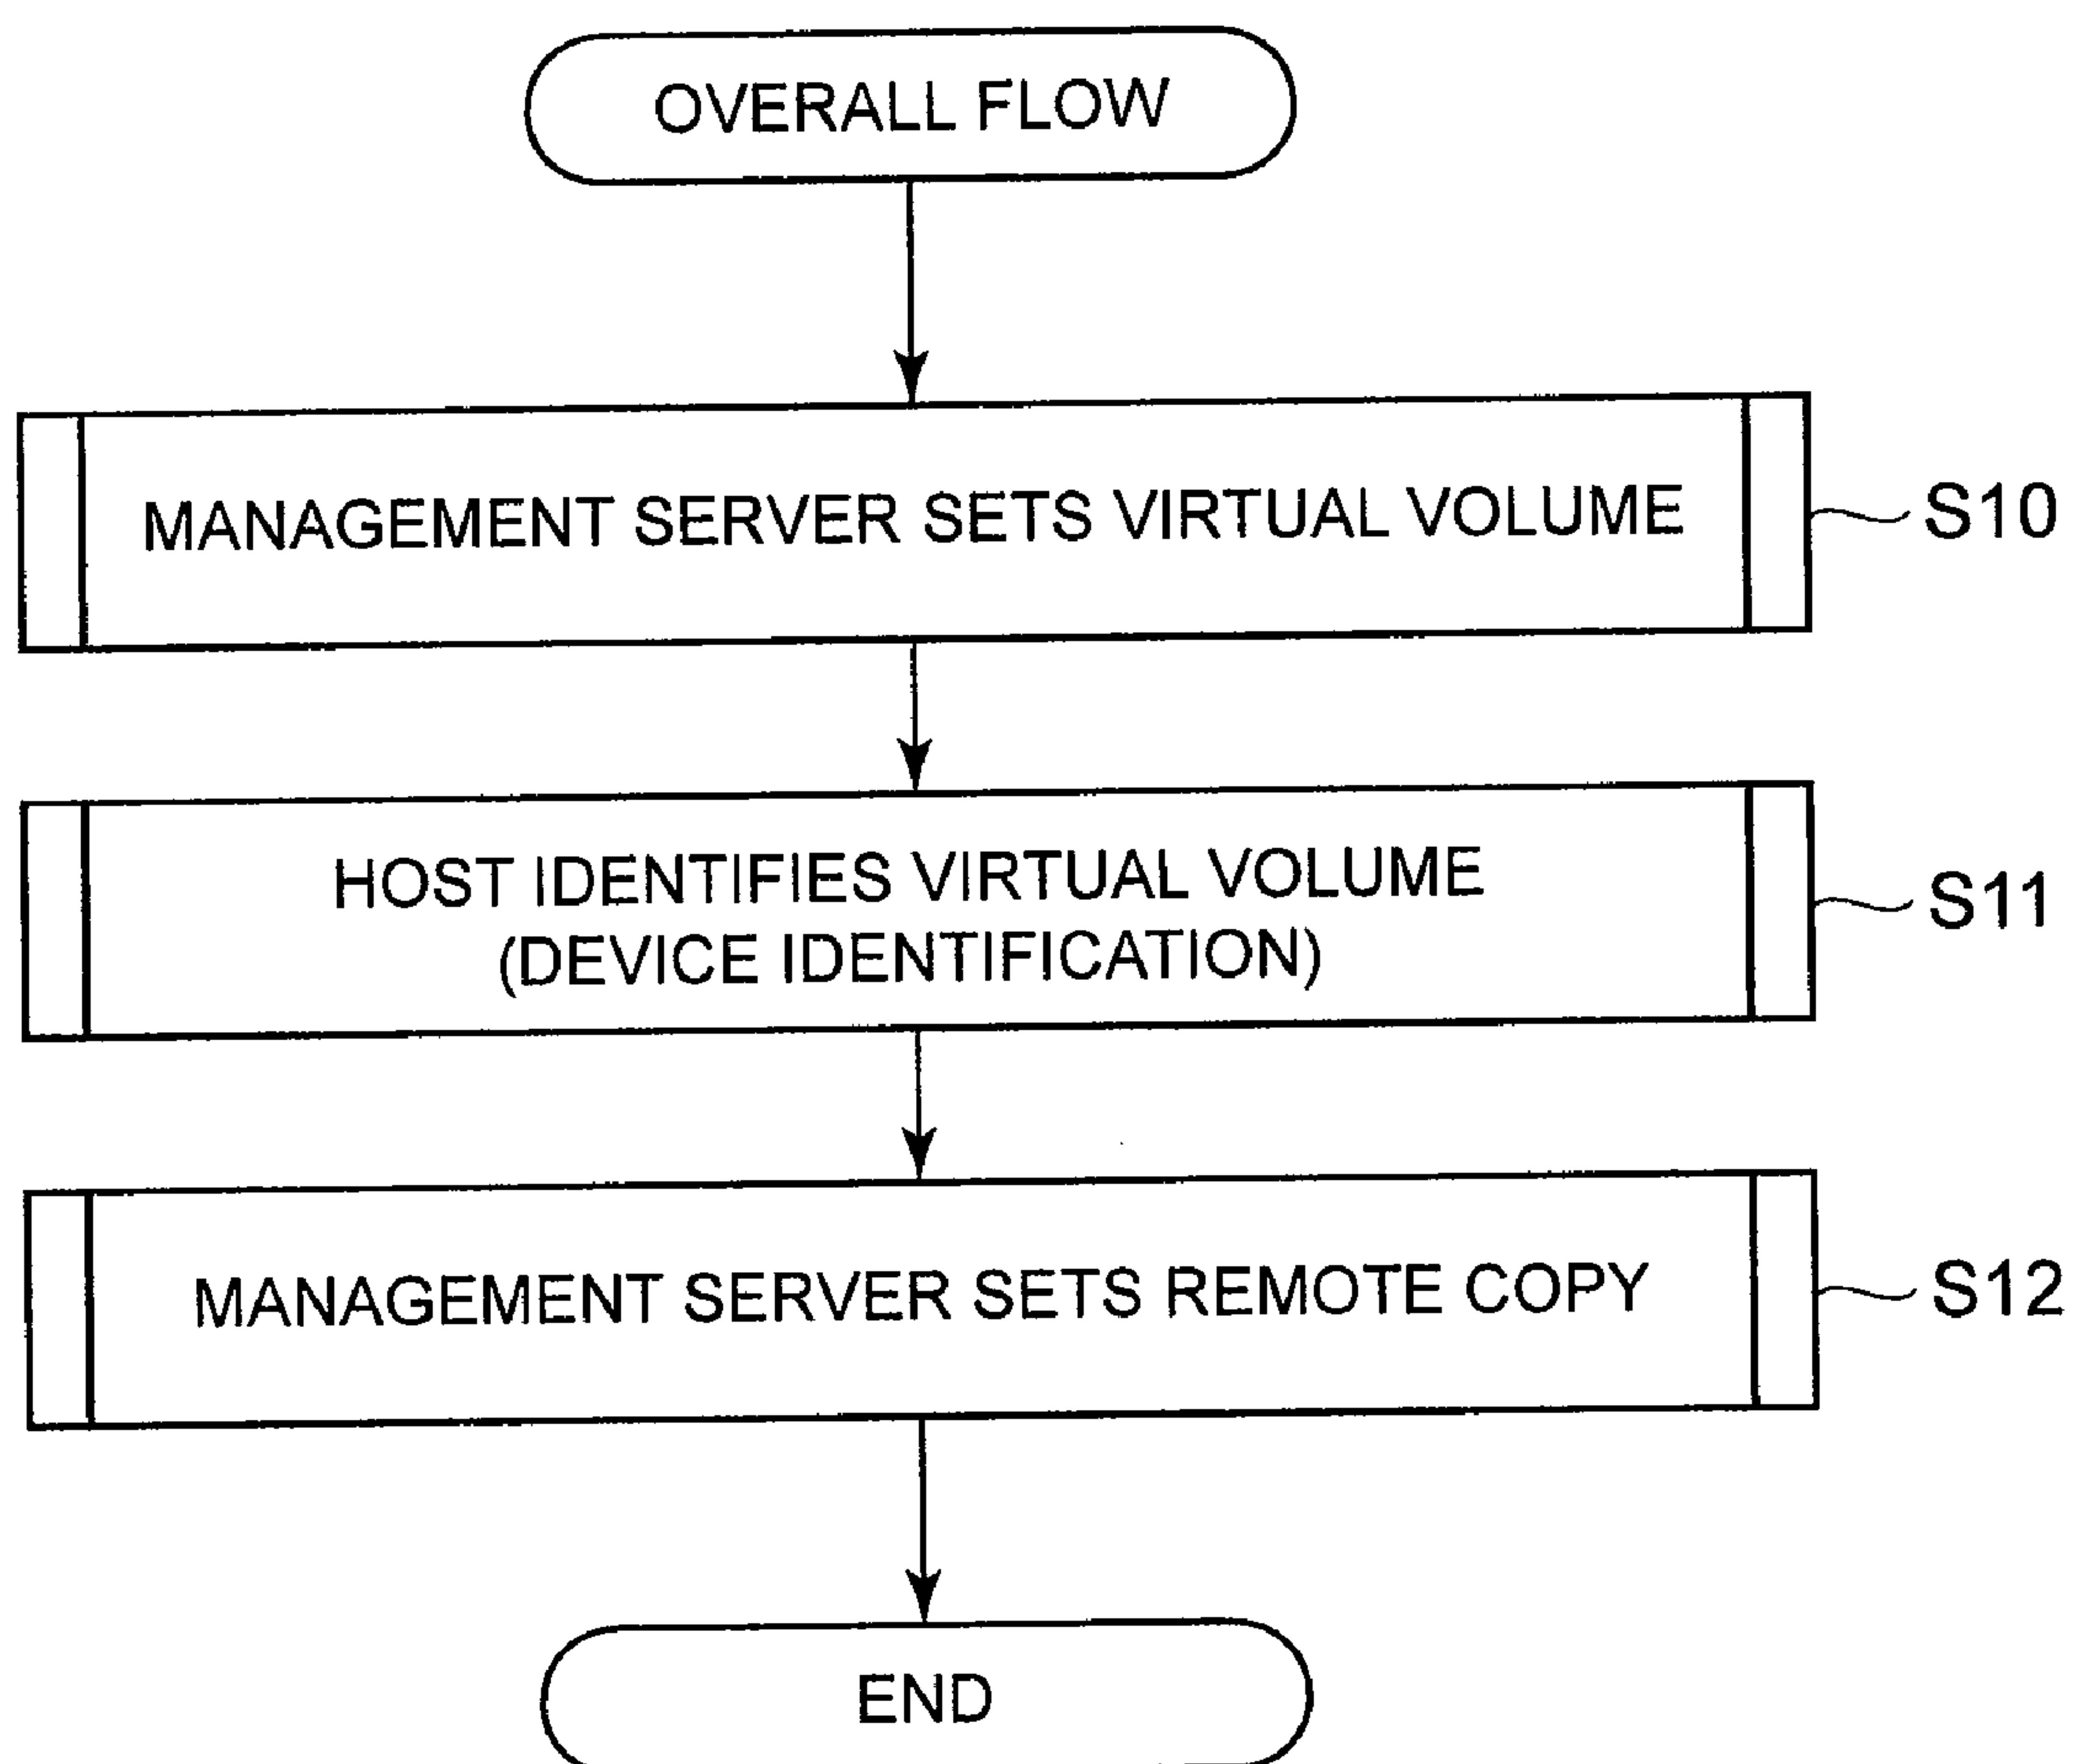 OVERALL FLOW
MANAGEMENT SERVER SETS VIRTUAL VOLUME
S10
HOST IDENTIFIES VIRTUAL VOLUME
(DEVICE IDENTIFICATION)
S11
MANAGEMENT SERVER SETS REMOTE COPY
S12
END